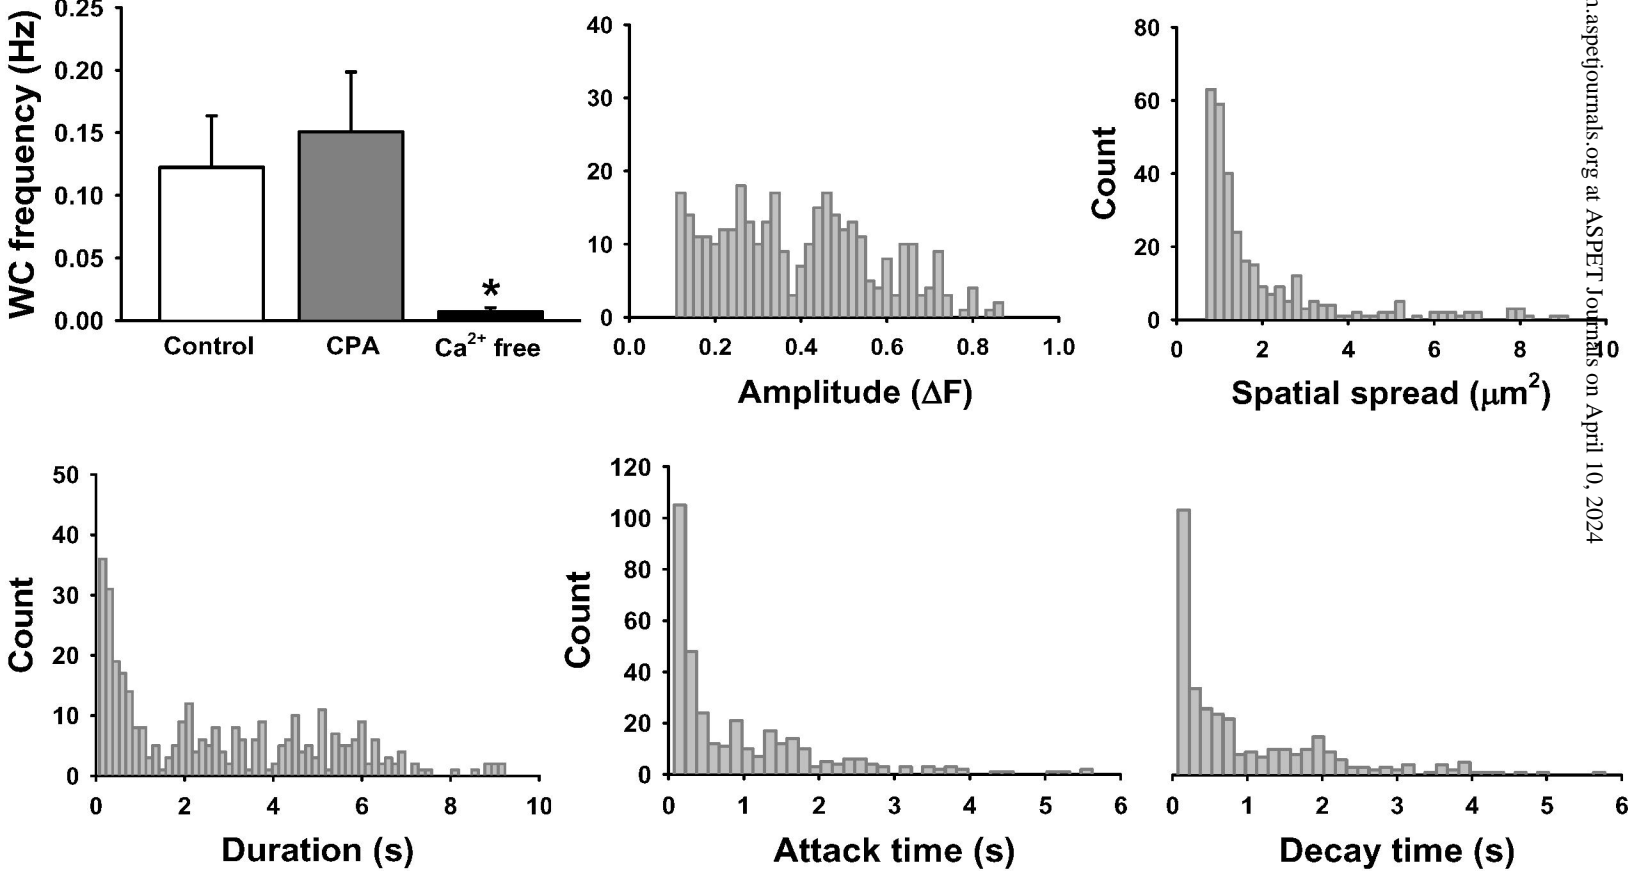 WC frequency (Hz)
0.25
0.20
0.15
0.10
0.05
0.00
*
Control CPA Ca²⁺ free
40
30
20
10
0
0.0 0.2 0.4 0.6 0.8 1.0
Amplitude (ΔF)
Count
80
60
40
20
0
0 2 4 6 8 10
Spatial spread (μm²)
n.aspetjournals.org at ASPET Journals on April 10, 2024
Count
50
40
30
20
10
0
0 2 4 6 8 10
Duration (s)
Count
120
100
80
60
40
20
0
0 1 2 3 4 5 6
Attack time (s)
0 1 2 3 4 5 6
Decay time (s)